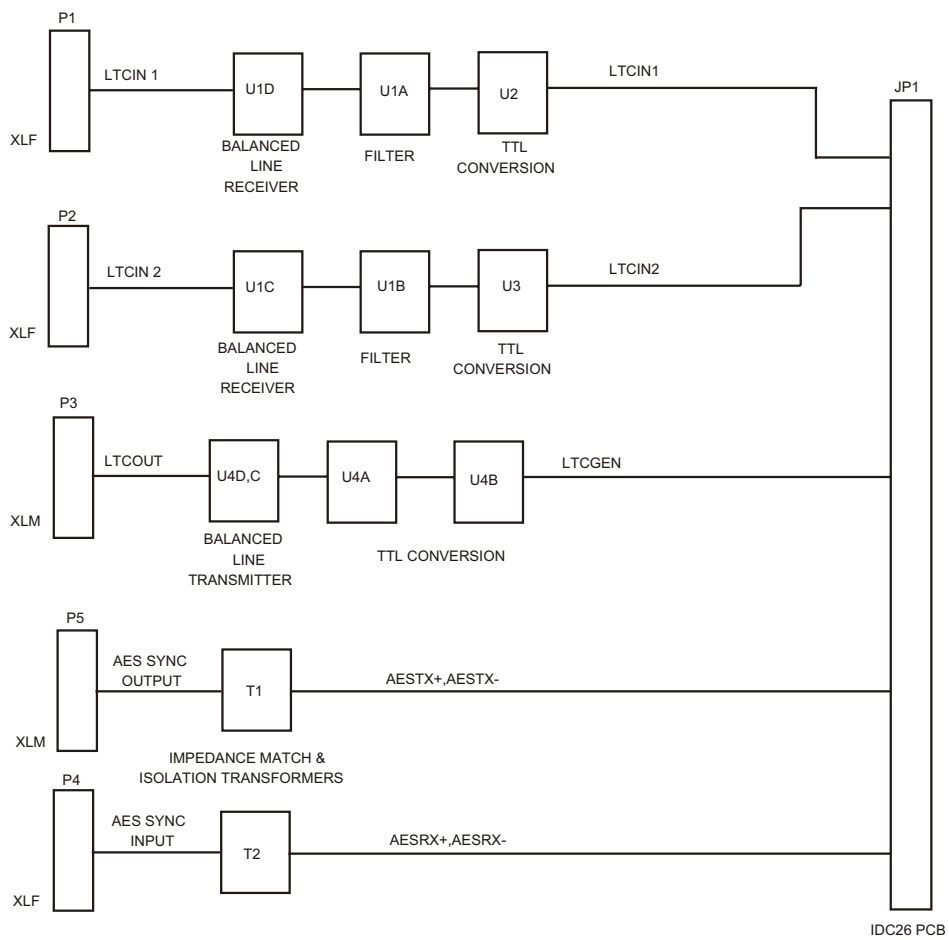 P1
LTCIN 1
XLF
U1D
BALANCED
LINE
RECEIVER
U1A
FILTER
U2
TTL
CONVERSION
LTCIN1
JP1
P2
LTCIN 2
XLF
U1C
BALANCED
LINE
RECEIVER
U1B
FILTER
U3
TTL
CONVERSION
LTCIN2
P3
LTCOUT
XLM
U4D,C
BALANCED
LINE
TRANSMITTER
U4A
U4B
TTL CONVERSION
LTCGEN
P5
AES SYNC
OUTPUT
XLM
T1
AESTX+,AESTX-
IMPEDANCE MATCH &
ISOLATION TRANSFORMERS
P4
AES SYNC
INPUT
XLF
T2
AESRX+,AESRX-
IDC26 PCB